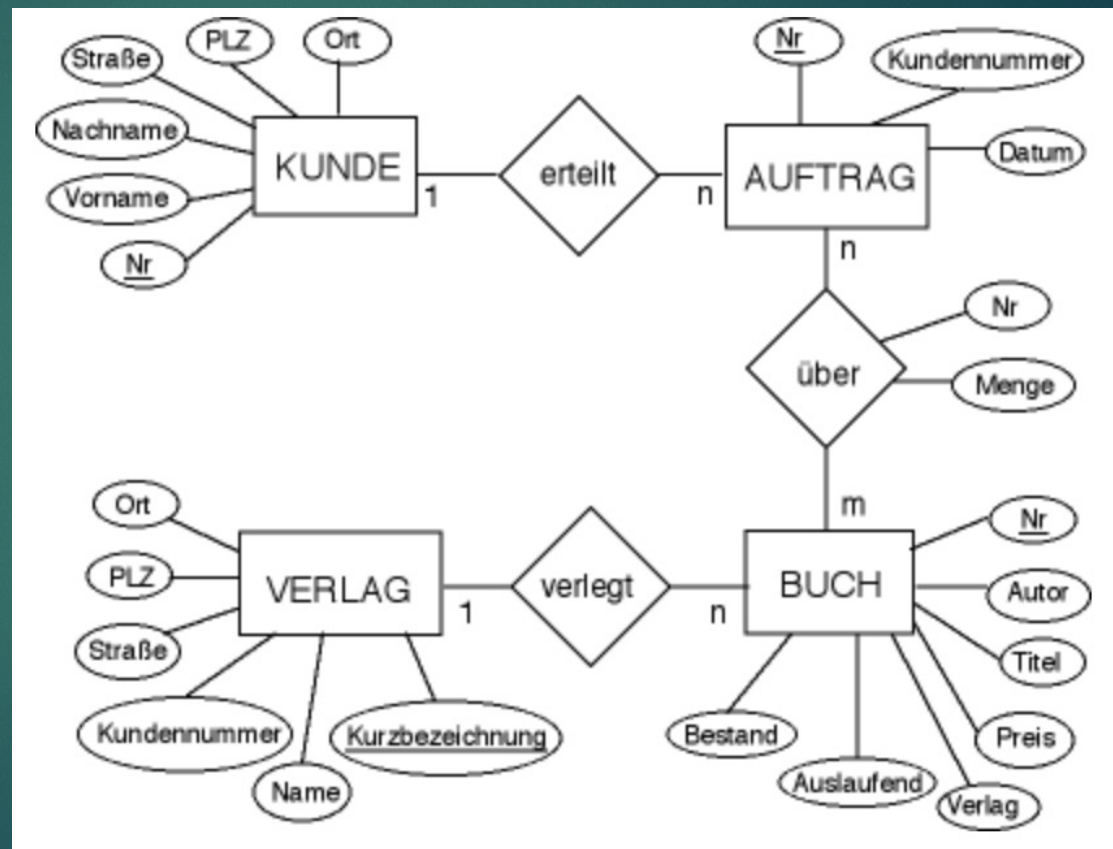 PLZ
Ort
Straße
Nachname
Vorname
Nr
KUNDE
1
erteilt
n
Nr
Kundennummer
Datum
AUFTRAG
n
über
Nr
Menge
m
Ort
PLZ
Straße
Kundennummer
Name
Kurzbezeichnung
VERLAG
1
verlegt
n
BUCH
Nr
Autor
Titel
Preis
Verlag
Auslaufend
Bestand